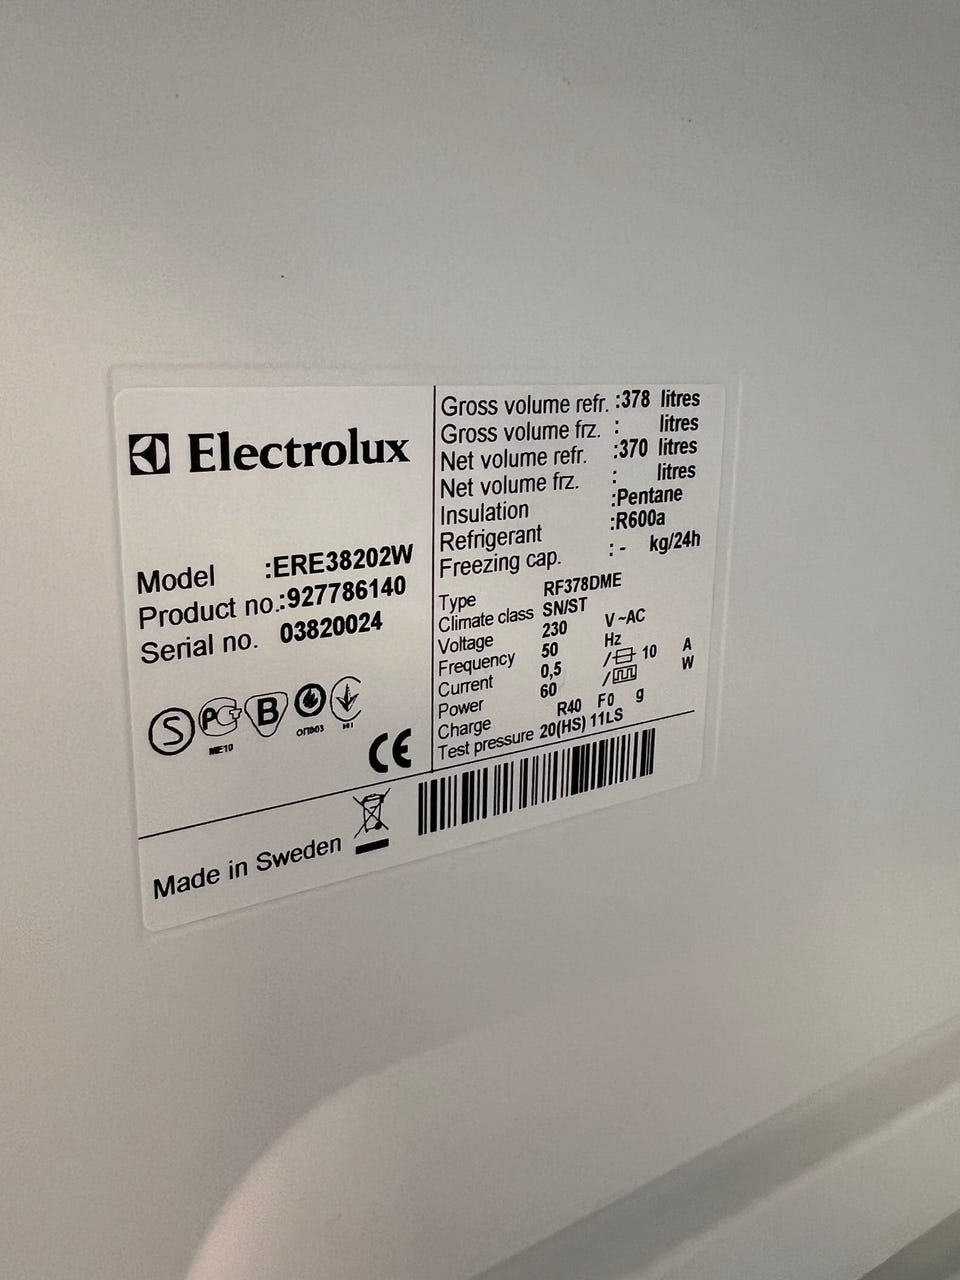 Electrolux
Model :ERE38202W
Product no.:927786140
Serial no. 03820024
S
PCT
ME10
B
ОП003
Made in Sweden
CE
Gross volume refr. :378 litres
Gross volume frz. : litres
Net volume refr. :370 litres
Net volume frz. : litres
Insulation :Pentane
Refrigerant :R600a
Freezing cap. : - kg/24h
Type RF378DME
Climate class SN/ST
Voltage 230 V ~AC
Frequency 50 Hz
Current 0,5 / 10 A
Power 60 / W
Charge R40 F0 g
Test pressure 20(HS) 11LS